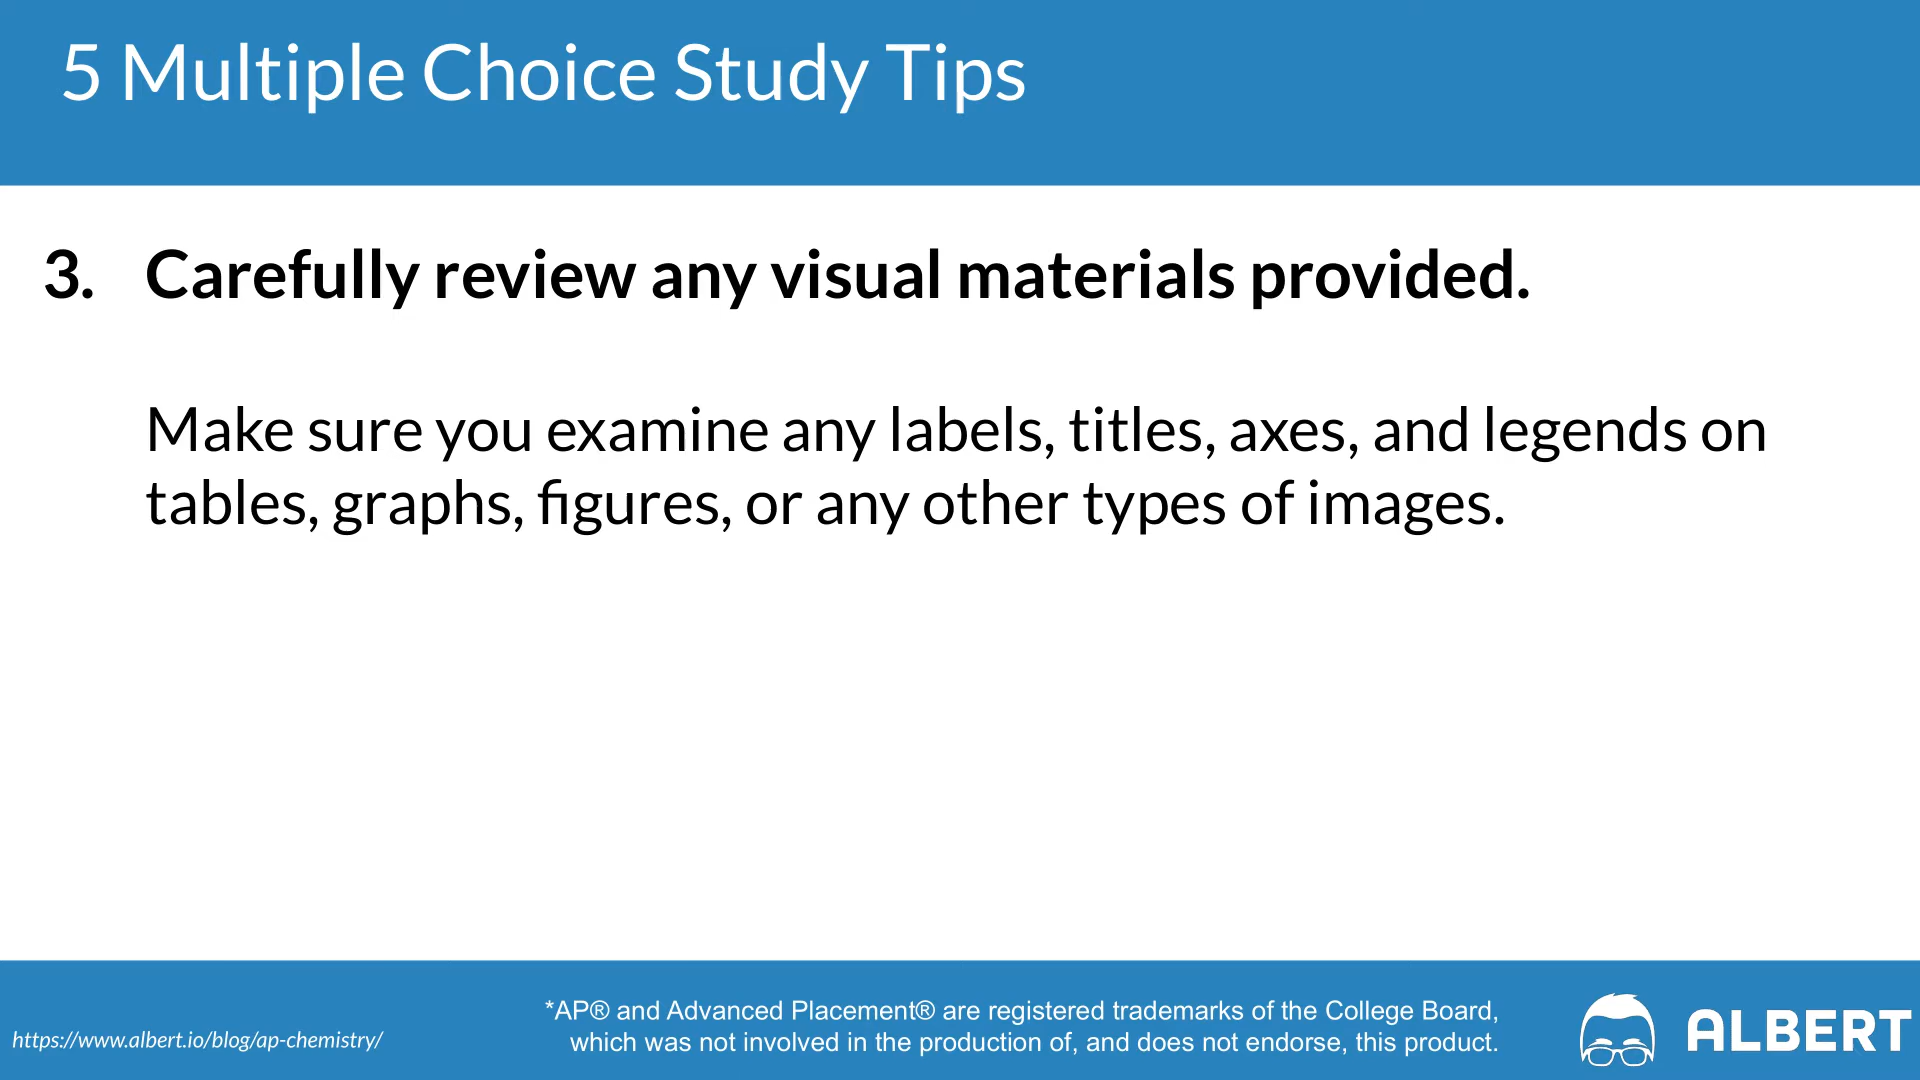 5 Multiple Choice Study Tips
3. Carefully review any visual materials provided.
Make sure you examine any labels, titles, axes, and legends on
tables, graphs, figures, or any other types of images.
https://www.albert.io/blog/ap-chemistry/
*AP® and Advanced Placement® are registered trademarks of the College Board,
which was not involved in the production of, and does not endorse, this product.
ALBERT